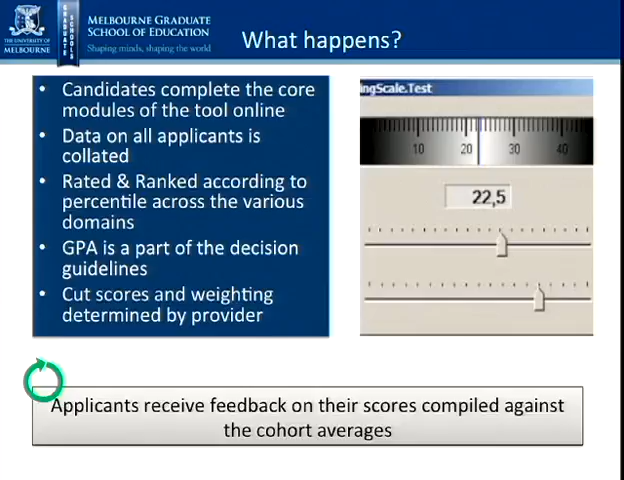 THE UNIVERSITY OF
MELBOURNE
GRADUATE
SCHOOLS
MELBOURNE GRADUATE
SCHOOL OF EDUCATION
Shaping minds, shaping the world
What happens?
• Candidates complete the core
modules of the tool online
• Data on all applicants is
collated
• Rated & Ranked according to
percentile across the various
domains
• GPA is a part of the decision
guidelines
• Cut scores and weighting
determined by provider
ngScale.Test
10 20 30 40
22,5
Applicants receive feedback on their scores compiled against
the cohort averages